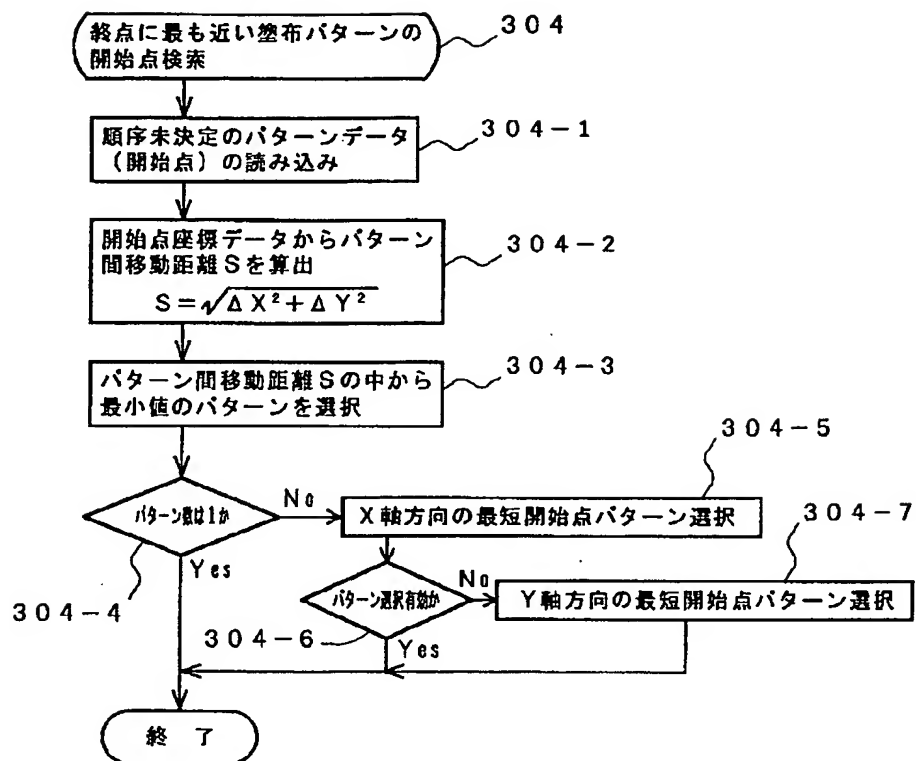 終点に最も近い塗布パターンの
開始点検索
304
順序未決定のパターンデータ
(開始点)の読み込み
304-1
開始点座標データからパターン
間移動距離Sを算出
S=√ΔX²+ΔY²
304-2
パターン間移動距離Sの中から
最小値のパターンを選択
304-3
パターン数は1か
No
Yes
304-4
X軸方向の最短開始点パターン選択
304-5
パターン選択有効か
No
Yes
304-6
Y軸方向の最短開始点パターン選択
304-7
終 了